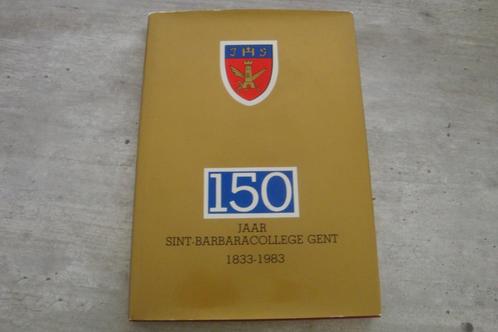 J H S
150
JAAR
SINT-BARBARACOLLEGE GENT
1833-1983